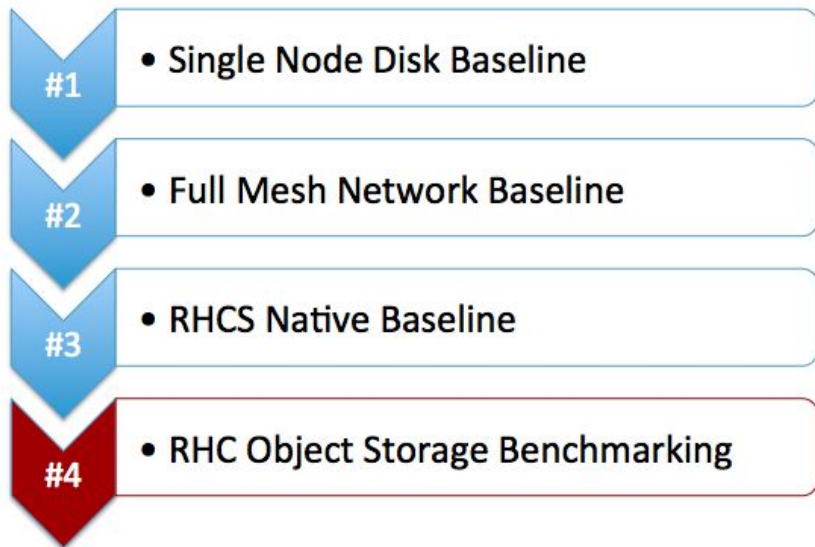 #1
• Single Node Disk Baseline
#2
• Full Mesh Network Baseline
#3
• RHCS Native Baseline
#4
• RHC Object Storage Benchmarking